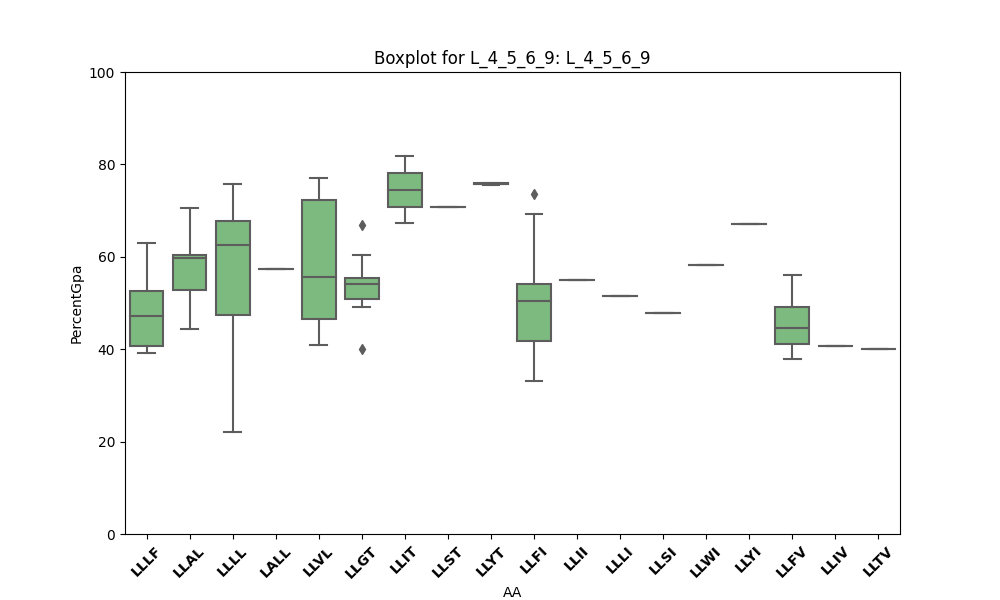 Boxplot for L_4_5_6_9: L_4_5_6_9
PercentGpa
100
80
60
40
20
0
LLLF LLAL LLLL LALL LLVL LLGT LLIT LLST LLYT LLFI LLII LLLI LLSI LLWI LLYI LLFV LLIV LLTV
AA